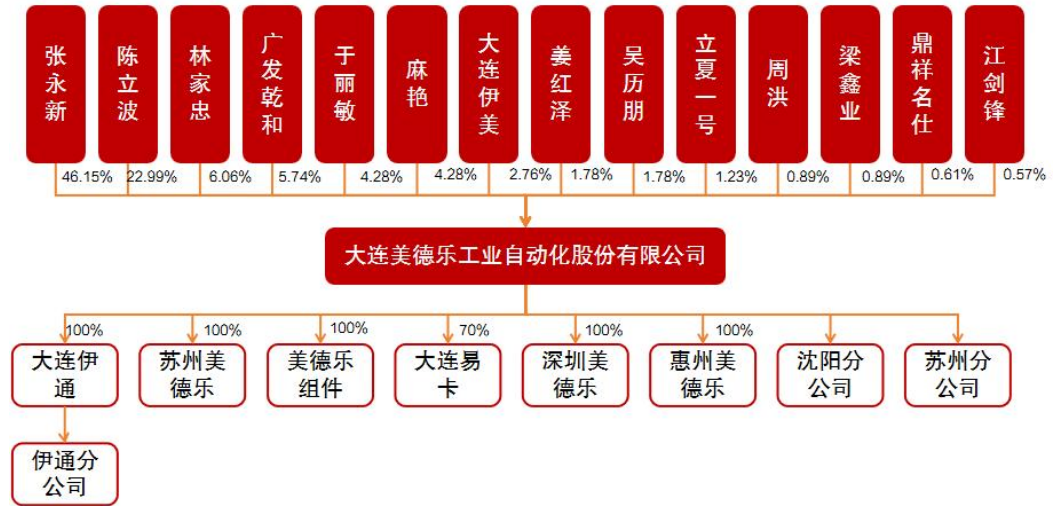 张永新
陈立波
林家忠
广发乾和
于丽敏
麻艳
大连伊美
姜红泽
吴历朋
立夏一号
周洪
梁鑫业
鼎祥名仕
江剑锋
46.15%
22.99%
6.06%
5.74%
4.28%
4.28%
2.76%
1.78%
1.78%
1.23%
0.89%
0.89%
0.61%
0.57%
大连美德乐工业自动化股份有限公司
100%
100%
100%
70%
100%
100%
大连伊
通
苏州美
德乐
美德乐
组件
大连易
卡
深圳美
德乐
惠州美
德乐
沈阳分
公司
苏州分
公司
伊通分
公司